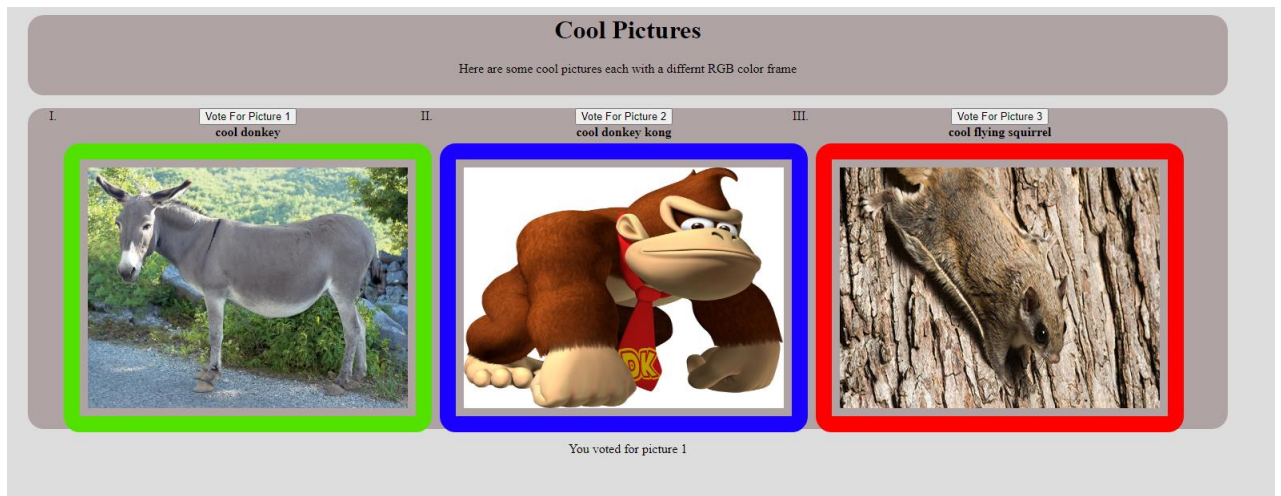 Cool Pictures
Here are some cool pictures each with a differnt RGB color frame
I.
Vote For Picture 1
cool donkey
II.
Vote For Picture 2
cool donkey kong
III.
Vote For Picture 3
cool flying squirrel
DK
You voted for picture 1